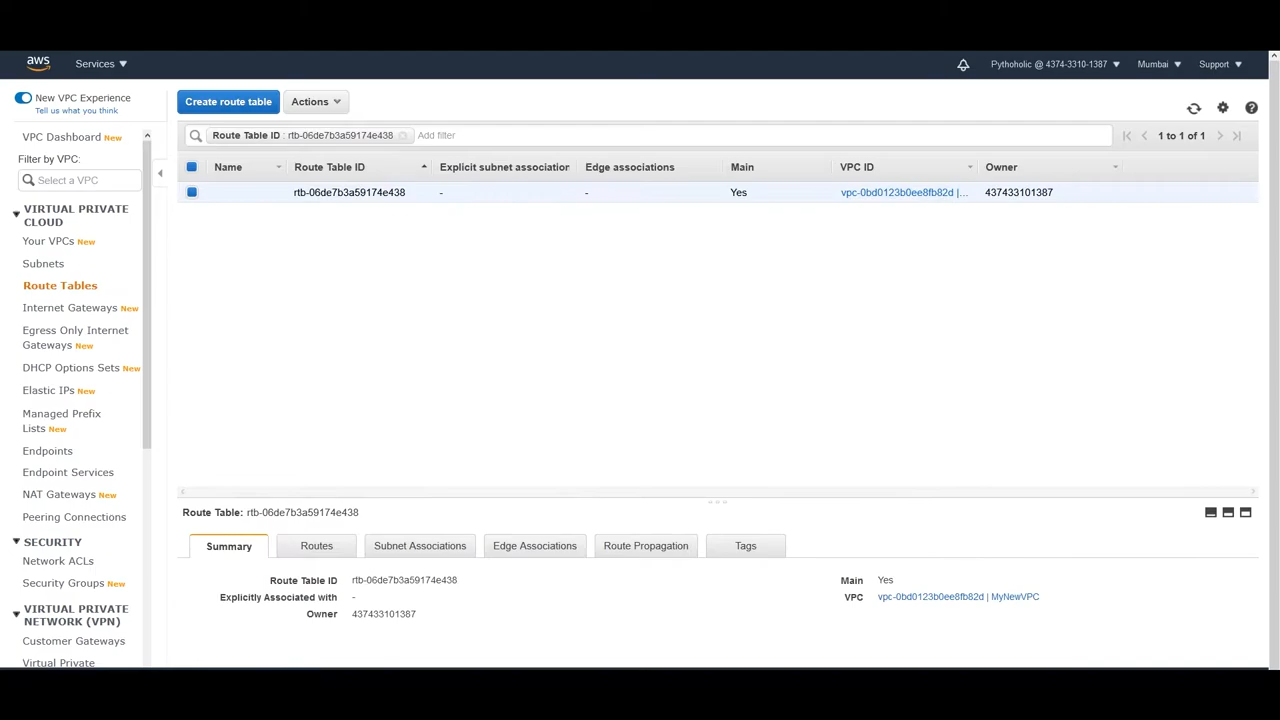 aws
Services
Pythoholic @ 4374-3310-1387
Mumbai
Support
New VPC Experience
Tell us what you think
VPC Dashboard New
Filter by VPC:
Select a VPC
VIRTUAL PRIVATE
CLOUD
Your VPCs New
Subnets
Route Tables
Internet Gateways New
Egress Only Internet
Gateways New
DHCP Options Sets New
Elastic IPs New
Managed Prefix
Lists New
Endpoints
Endpoint Services
NAT Gateways New
Peering Connections
SECURITY
Network ACLs
Security Groups New
VIRTUAL PRIVATE
NETWORK (VPN)
Customer Gateways
Virtual Private
Create route table
Actions
Route Table ID : rtb-06de7b3a59174e438
Add filter
1 to 1 of 1
Name Route Table ID Explicit subnet association Edge associations Main VPC ID Owner
rtb-06de7b3a59174e438 - - Yes vpc-0bd0123b0ee8fb82d |... 437433101387
Route Table: rtb-06de7b3a59174e438
Summary Routes Subnet Associations Edge Associations Route Propagation Tags
Route Table ID rtb-06de7b3a59174e438 Main Yes
Explicitly Associated with - VPC vpc-0bd0123b0ee8fb82d | MyNewVPC
Owner 437433101387